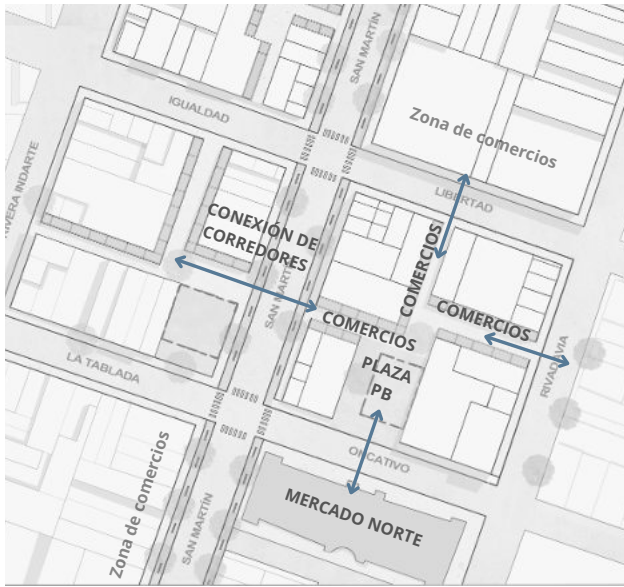 SAN MARTÍN
IGUALDAD
Zona de comercios
RIVERA INDARTE
LIBERTAD
CONEXIÓN DE
CORREDORES
COMERCIOS
SAN MARTÍN
COMERCIOS
COMERCIOS
RIVADAVIA
PLAZA
PB
LA TABLADA
ONCATIVO
Zona de comercios
SAN MARTÍN
MERCADO NORTE